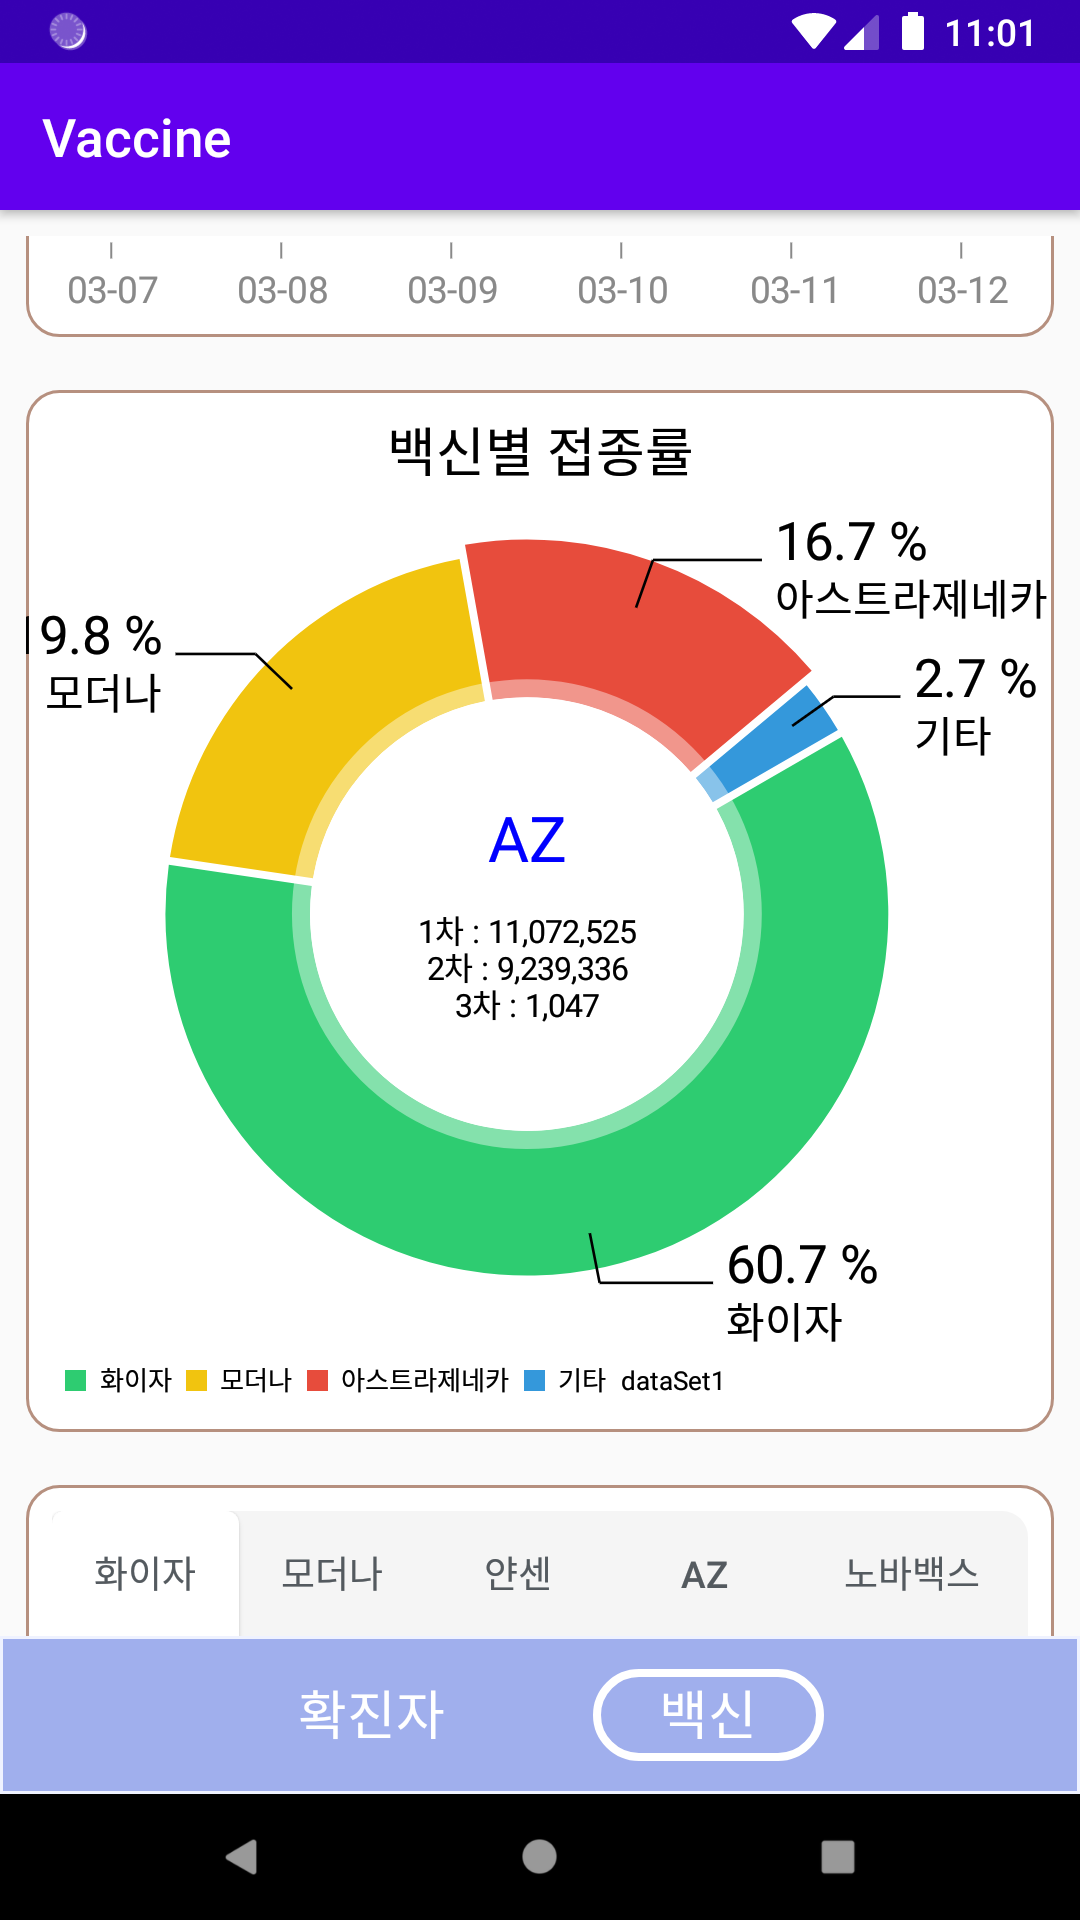 11:01
Vaccine
03-07 03-08 03-09 03-10 03-11 03-12
백신별 접종률
16.7 %
아스트라제네카
19.8 %
모더나
2.7 %
기타
AZ
1차 : 11,072,525
2차 : 9,239,336
3차 : 1,047
60.7 %
화이자
화이자 모더나 아스트라제네카 기타 dataSet1
화이자 모더나 얀센 AZ 노바백스
확진자 백신